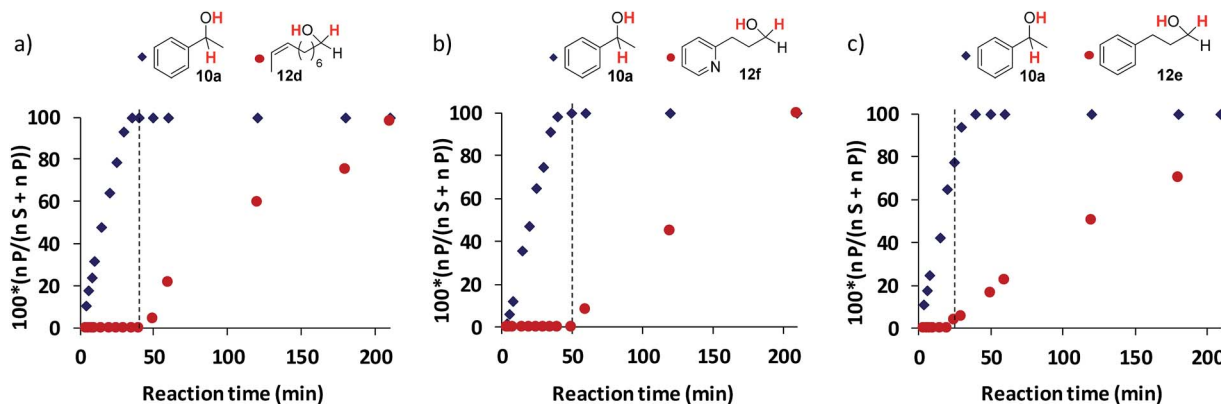 a)
OH
H
10a
HO
H
H
6
12d
100*(n P/(n S + n P))
100
80
60
40
20
0
0 50 100 150 200
Reaction time (min)
b)
OH
H
10a
HO
H
H
N
12f
100*(n P/(n S + n P))
100
80
60
40
20
0
0 50 100 150 200
Reaction time (min)
c)
OH
H
10a
HO
H
H
12e
100*(n P/(n S + n P))
100
80
60
40
20
0
0 50 100 150 200
Reaction time (min)